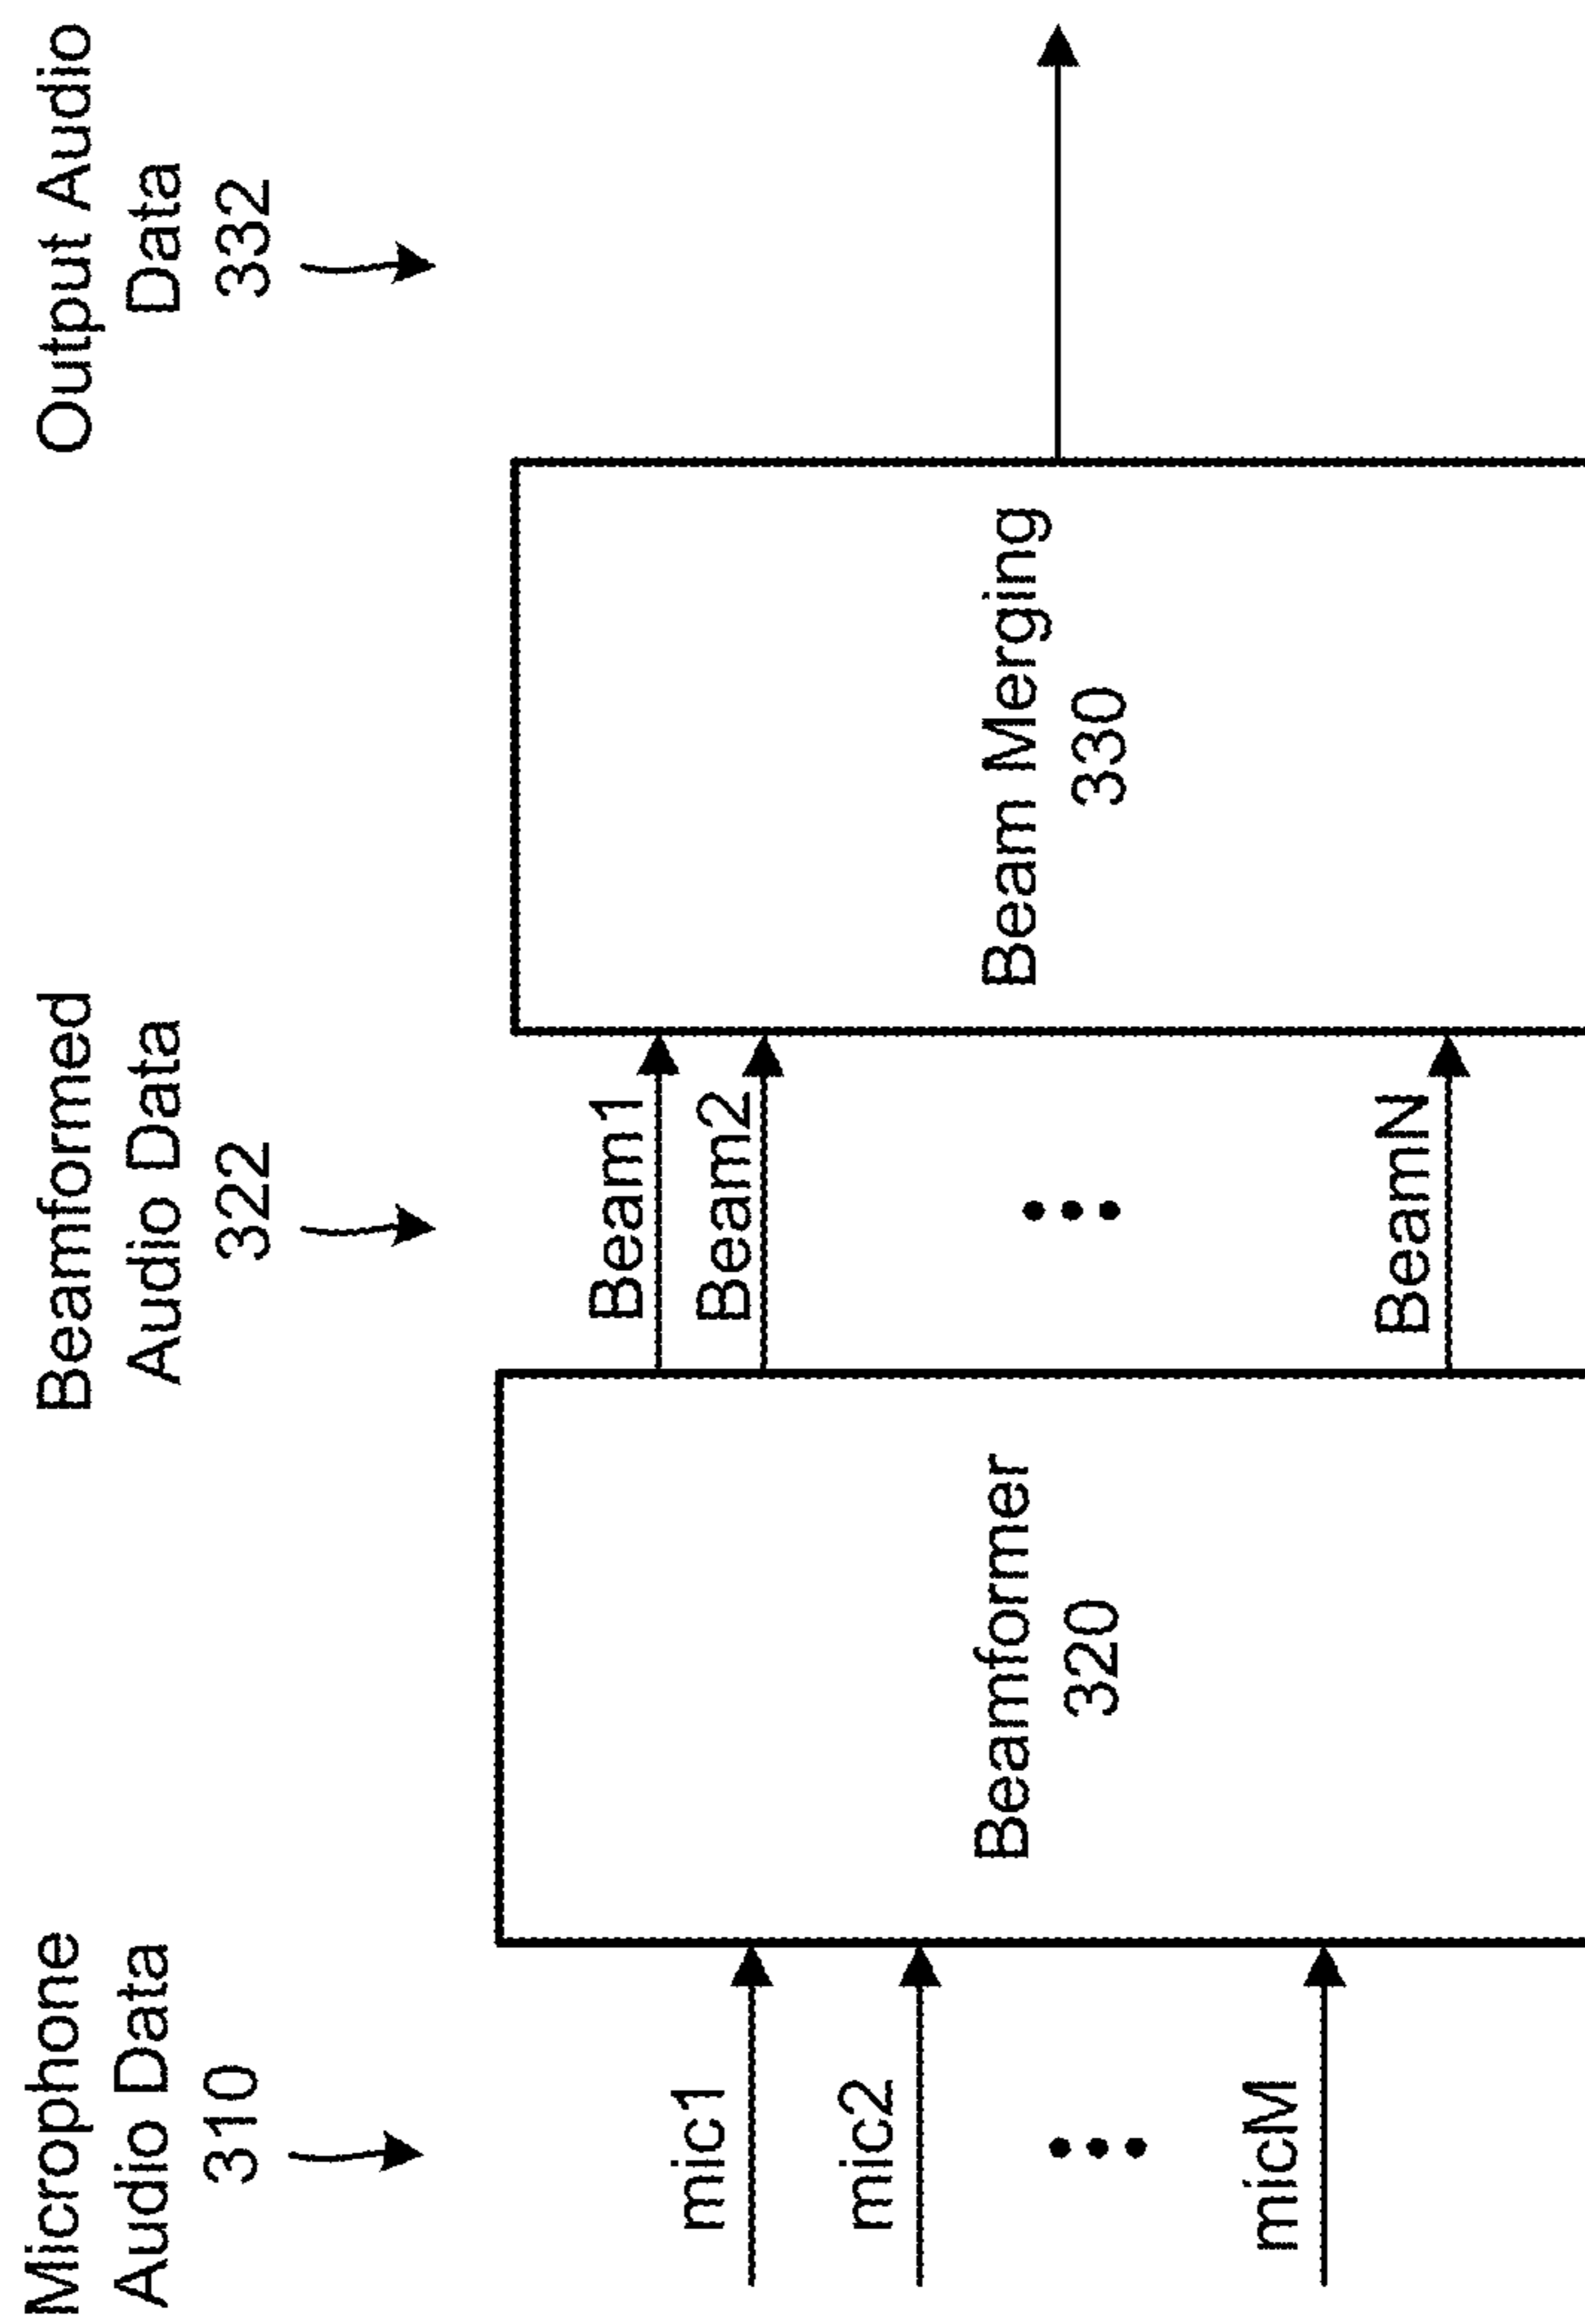 Microphone
Audio Data
310
Beamformed
Audio Data
322
Output Audio
Data
332
mic1
mic2
micM
Beamformer
320
Beam1
Beam2
BeamN
Beam Merging
330